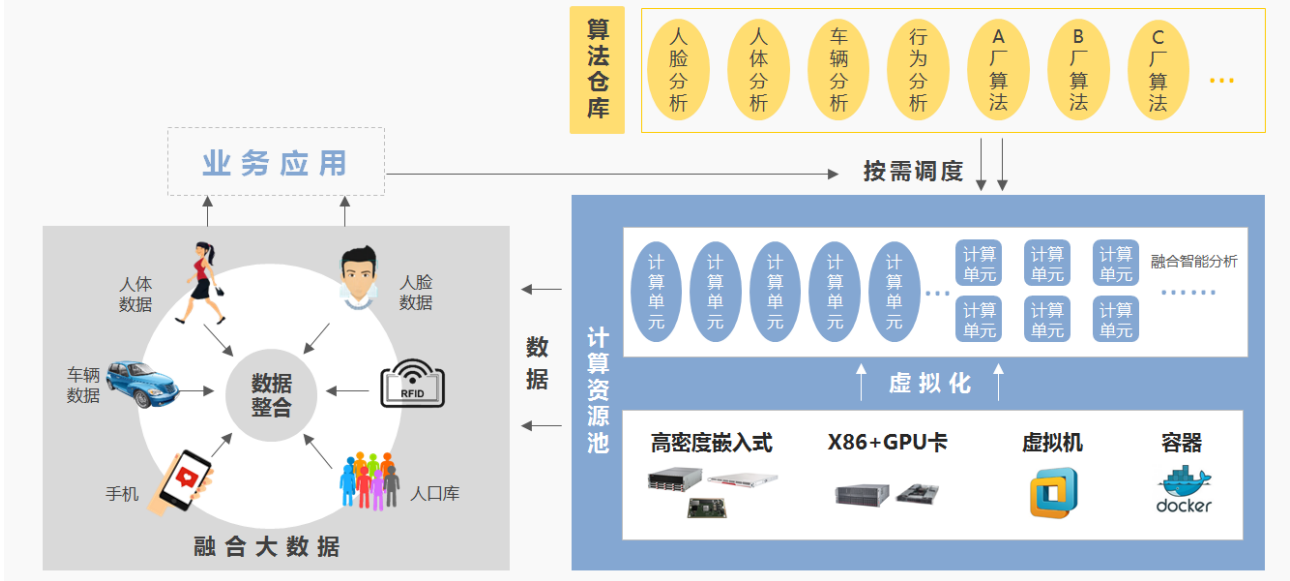 算法仓库
人脸分析
人体分析
车辆分析
行为分析
A厂算法
B厂算法
C厂算法
...
业务应用
按需调度
人体
数据
人脸
数据
车辆
数据
数据
整合
RFID
手机
人口库
融合大数据
数据
计算资源池
计算单元
计算单元
计算单元
计算单元
计算单元
...
计算
单元
计算
单元
计算
单元
计算
单元
计算
单元
计算
单元
融合智能分析
......
虚拟化
高密度嵌入式
X86+GPU卡
虚拟机
容器
docker